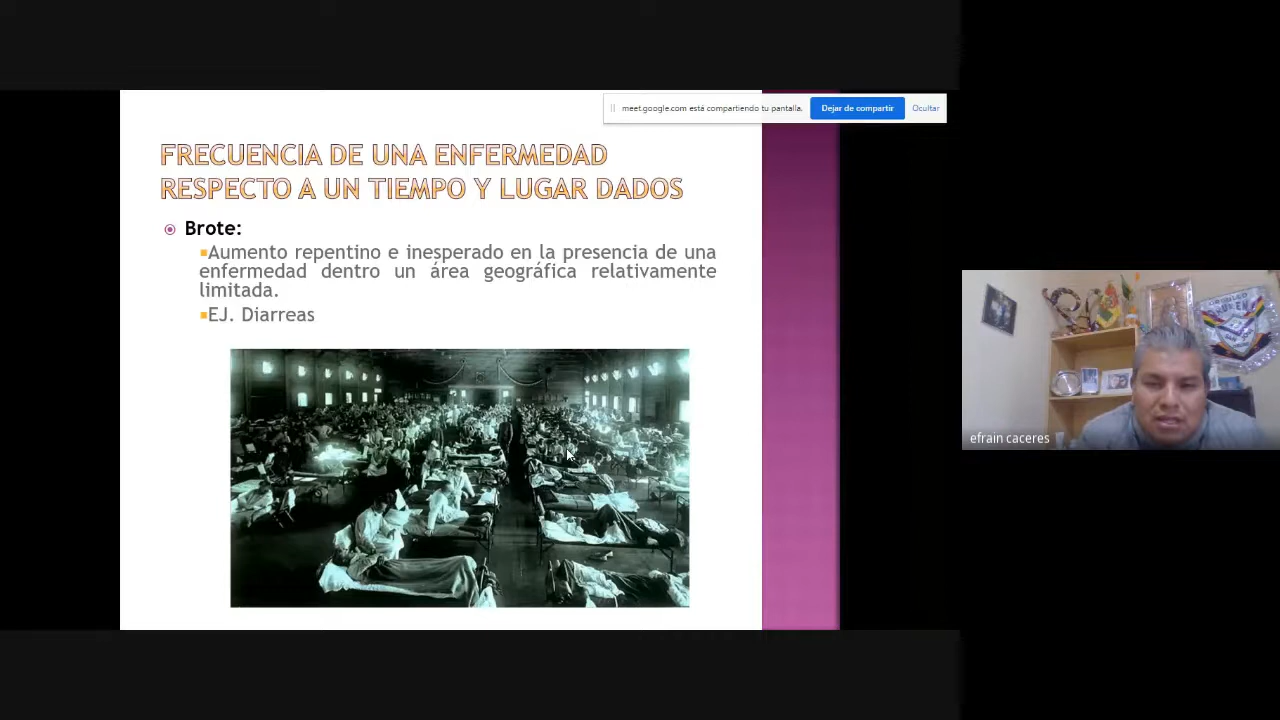 meet.google.com está compartiendo tu pantalla.
Dejar de compartir
Ocultar
FRECUENCIA DE UNA ENFERMEDAD
RESPECTO A UN TIEMPO Y LUGAR DADOS
Brote:
Aumento repentino e inesperado en la presencia de una
enfermedad dentro un área geográfica relativamente
limitada.
EJ. Diarreas
efrain caceres